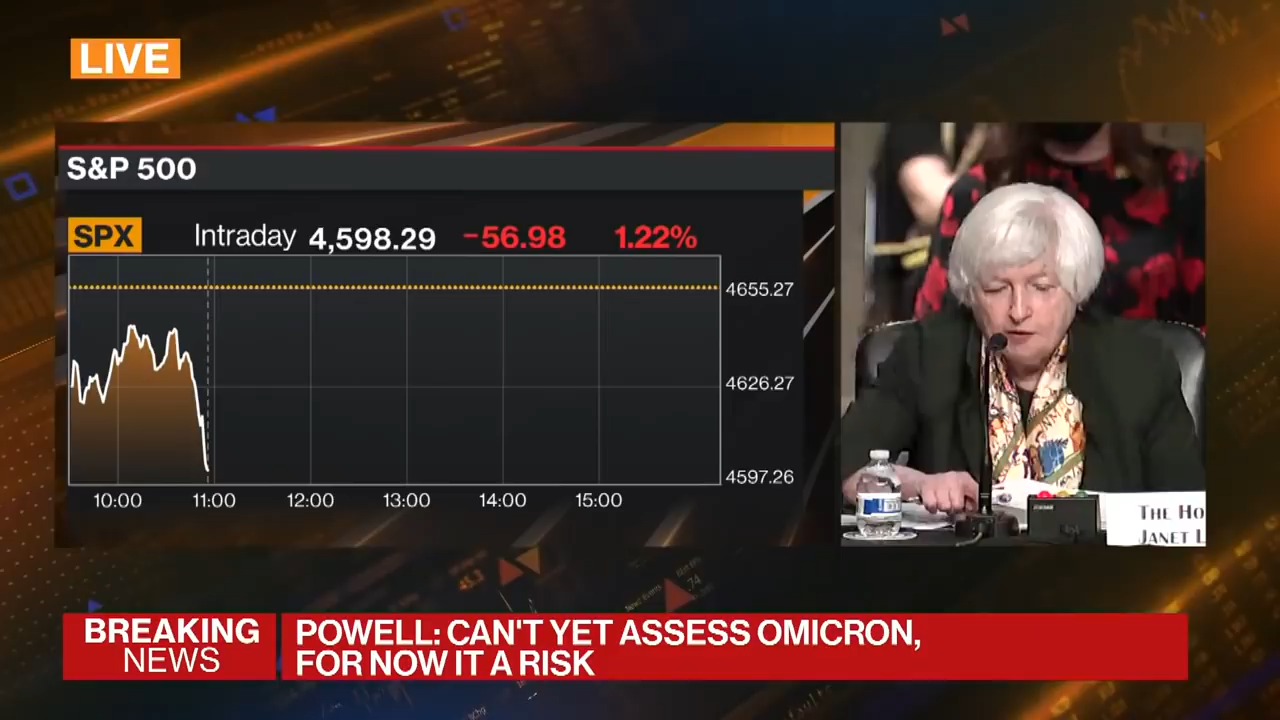 LIVE
S&P 500
SPX Intraday 4,598.29 -56.98 1.22%
4655.27
4626.27
4597.26
10:00 11:00 12:00 13:00 14:00 15:00
THE HO
JANET L
BREAKING
NEWS
POWELL: CAN'T YET ASSESS OMICRON,
FOR NOW IT A RISK